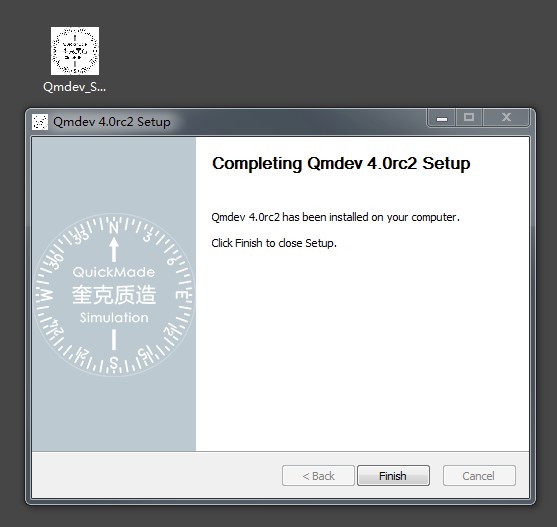 Qmdev_S...
Qmdev 4.0rc2 Setup
Completing Qmdev 4.0rc2 Setup
Qmdev 4.0rc2 has been installed on your computer.
Click Finish to close Setup.
N
33
3
30
6
QuickMade
W
奎克质造
E
Simulation
24
12
21
15
S
< Back
Finish
Cancel